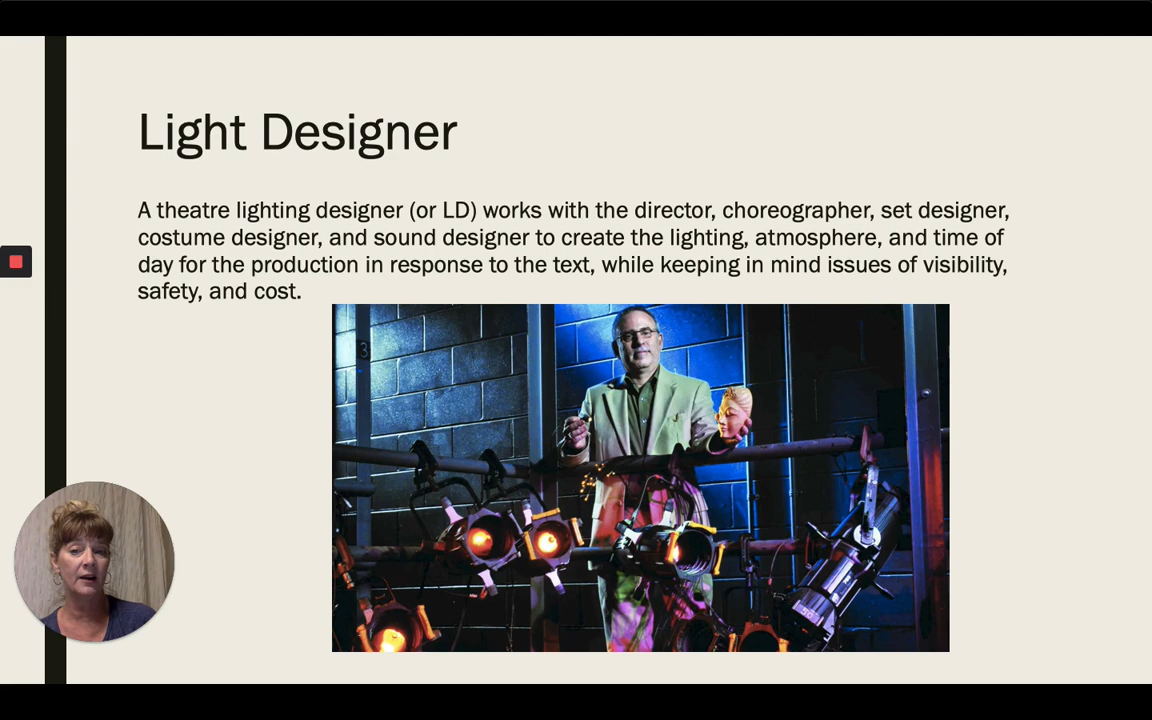 Light Designer
A theatre lighting designer (or LD) works with the director, choreographer, set designer,
costume designer, and sound designer to create the lighting, atmosphere, and time of
day for the production in response to the text, while keeping in mind issues of visibility,
safety, and cost.
3